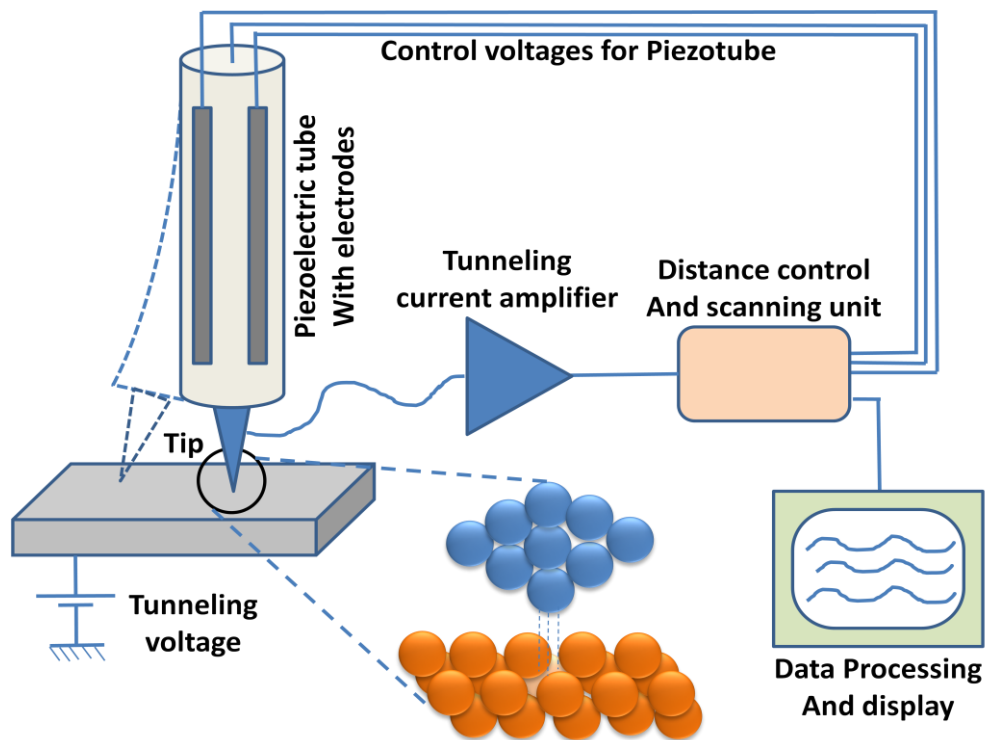 Control voltages for Piezotube
Piezoelectric tube
With electrodes
Tunneling
current amplifier
Distance control
And scanning unit
Tip
Tunneling
voltage
Data Processing
And display